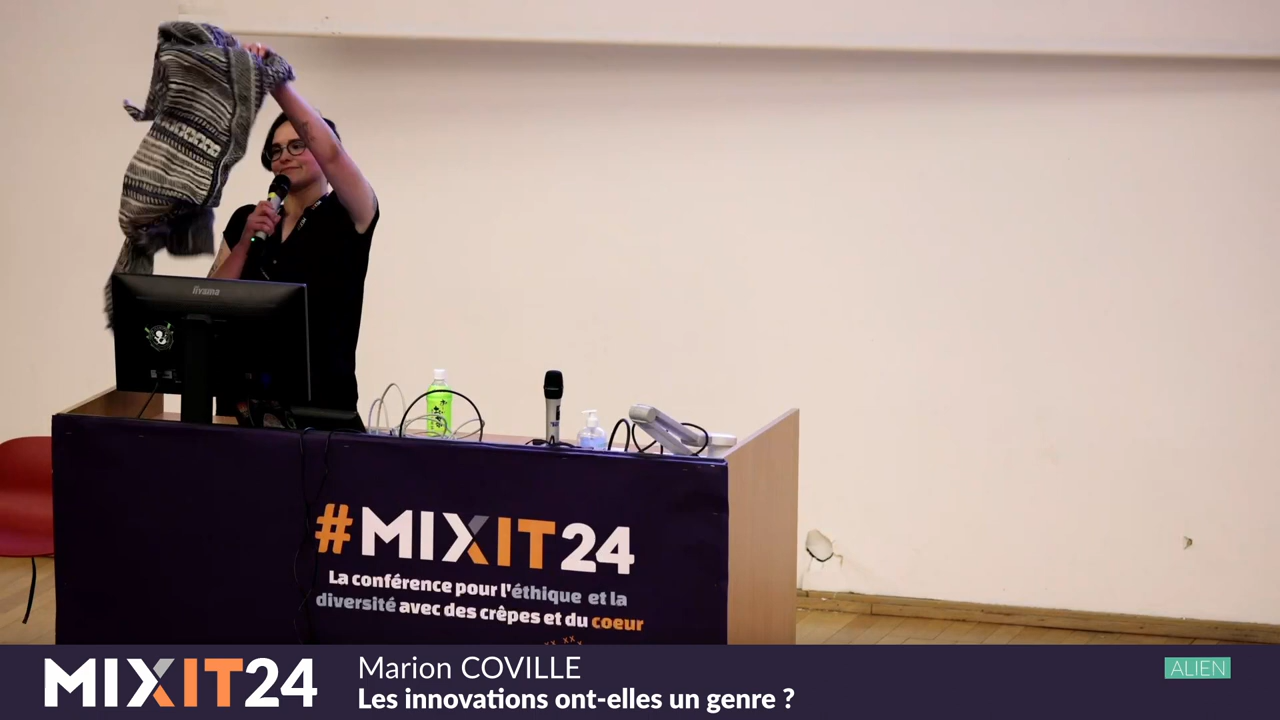 iiyama
#MIXIT24
La conférence pour l'éthique et la
diversité avec des crêpes et du coeur
MIXIT24
Marion COVILLE
Les innovations ont-elles un genre ?
ALIEN